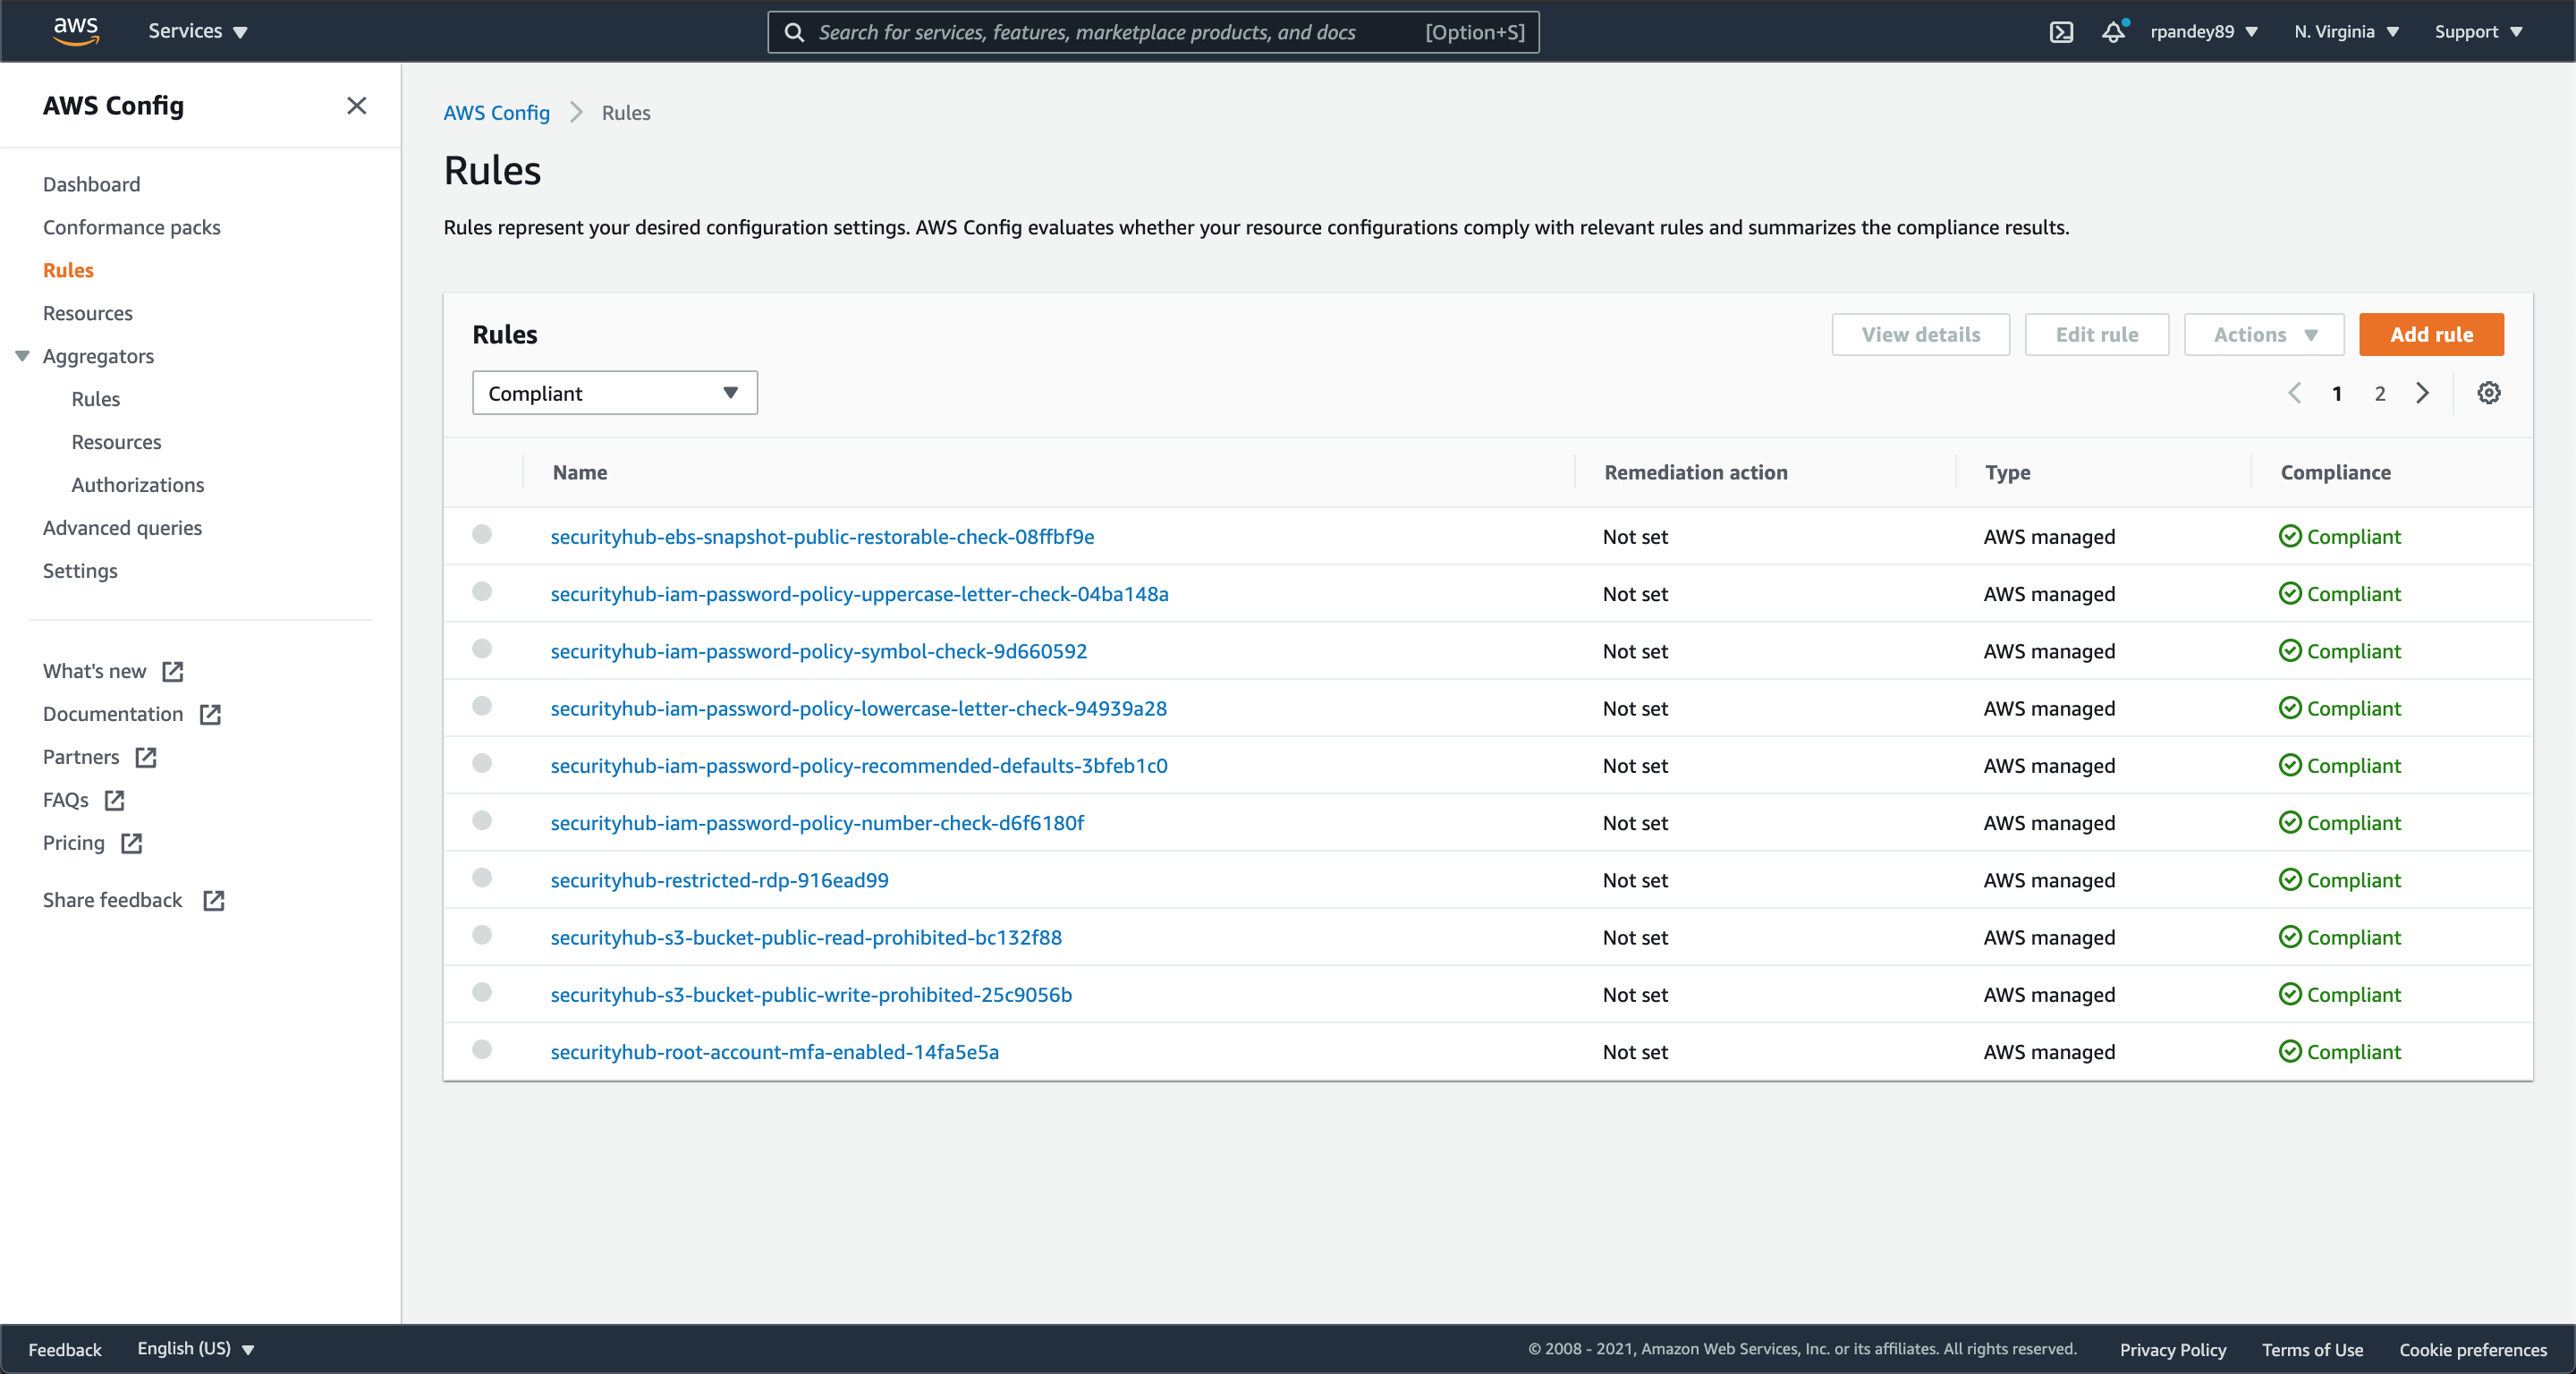 aws
Services
Search for services, features, marketplace products, and docs [Option+S]
rpandey89
N. Virginia
Support
AWS Config
Dashboard
Conformance packs
Rules
Resources
Aggregators
Rules
Resources
Authorizations
Advanced queries
Settings
What's new
Documentation
Partners
FAQs
Pricing
Share feedback
AWS Config Rules
Rules
Rules represent your desired configuration settings. AWS Config evaluates whether your resource configurations comply with relevant rules and summarizes the compliance results.
Rules
View details
Edit rule
Actions
Add rule
Compliant
1 2
Name Remediation action Type Compliance
securityhub-ebs-snapshot-public-restorable-check-08ffbf9e Not set AWS managed Compliant
securityhub-iam-password-policy-uppercase-letter-check-04ba148a Not set AWS managed Compliant
securityhub-iam-password-policy-symbol-check-9d660592 Not set AWS managed Compliant
securityhub-iam-password-policy-lowercase-letter-check-94939a28 Not set AWS managed Compliant
securityhub-iam-password-policy-recommended-defaults-3bfeb1c0 Not set AWS managed Compliant
securityhub-iam-password-policy-number-check-d6f6180f Not set AWS managed Compliant
securityhub-restricted-rdp-916ead99 Not set AWS managed Compliant
securityhub-s3-bucket-public-read-prohibited-bc132f88 Not set AWS managed Compliant
securityhub-s3-bucket-public-write-prohibited-25c9056b Not set AWS managed Compliant
securityhub-root-account-mfa-enabled-14fa5e5a Not set AWS managed Compliant
Feedback
English (US)
© 2008 - 2021, Amazon Web Services, Inc. or its affiliates. All rights reserved.
Privacy Policy
Terms of Use
Cookie preferences